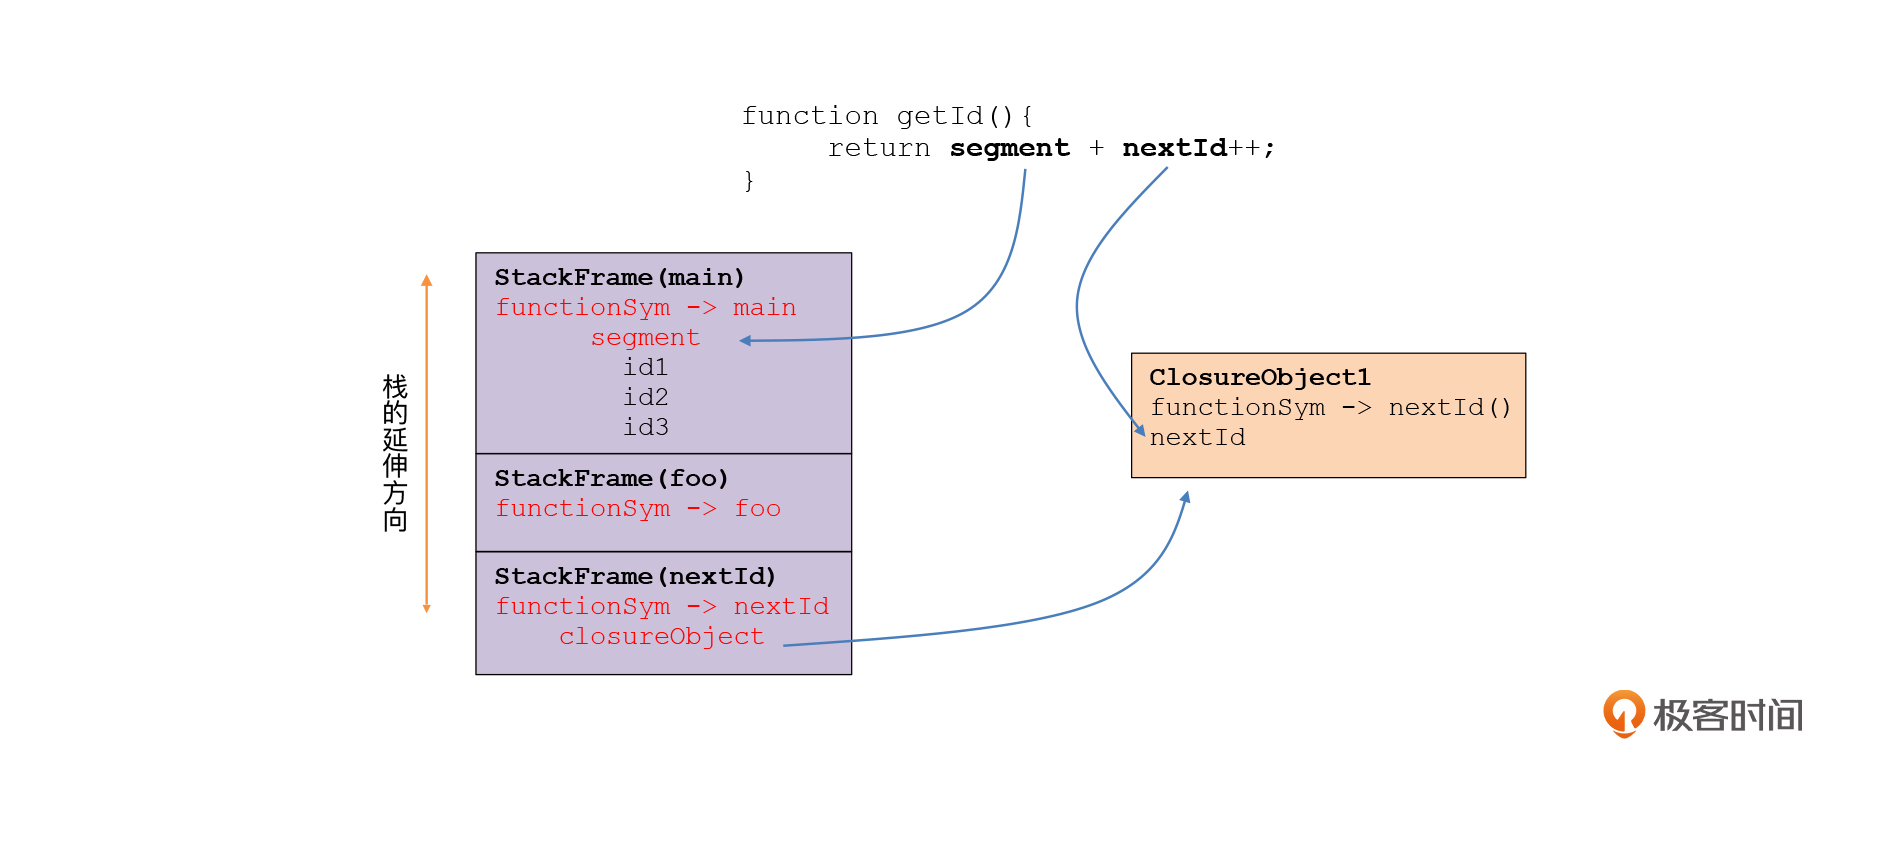 function getId(){
return segment + nextId++;
}
栈的延伸方向
StackFrame(main)
functionSym -> main
segment
id1
id2
id3
StackFrame(foo)
functionSym -> foo
StackFrame(nextId)
functionSym -> nextId
closureObject
ClosureObject1
functionSym -> nextId()
nextId
极客时间